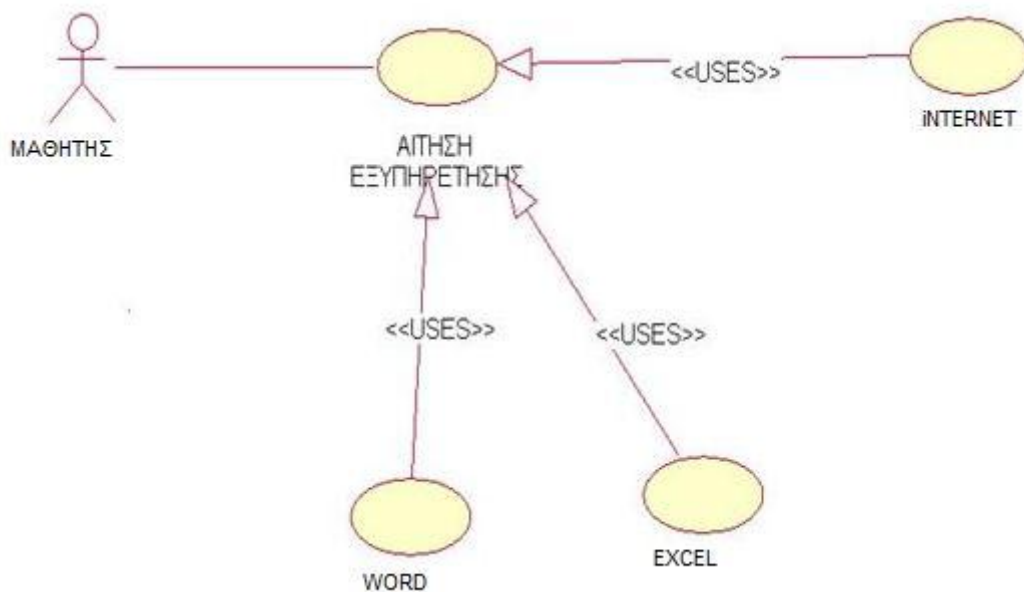 <<USES>>
iNTERNET
ΜΑΘΗΤΗΣ
ΑΙΤΗΣΗ
ΕΞΥΠΗΡΕΤΗΣΗΣ
<<USES>>
<<USES>>
EXCEL
WORD